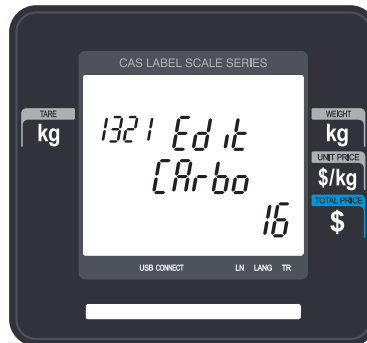 CAS LABEL SCALE SERIES
TARE
kg
1321 Edit
CArbo
16
WEIGHT
kg
UNIT PRICE
$/kg
TOTAL PRICE
$
USB CONNECT LN LANG TR